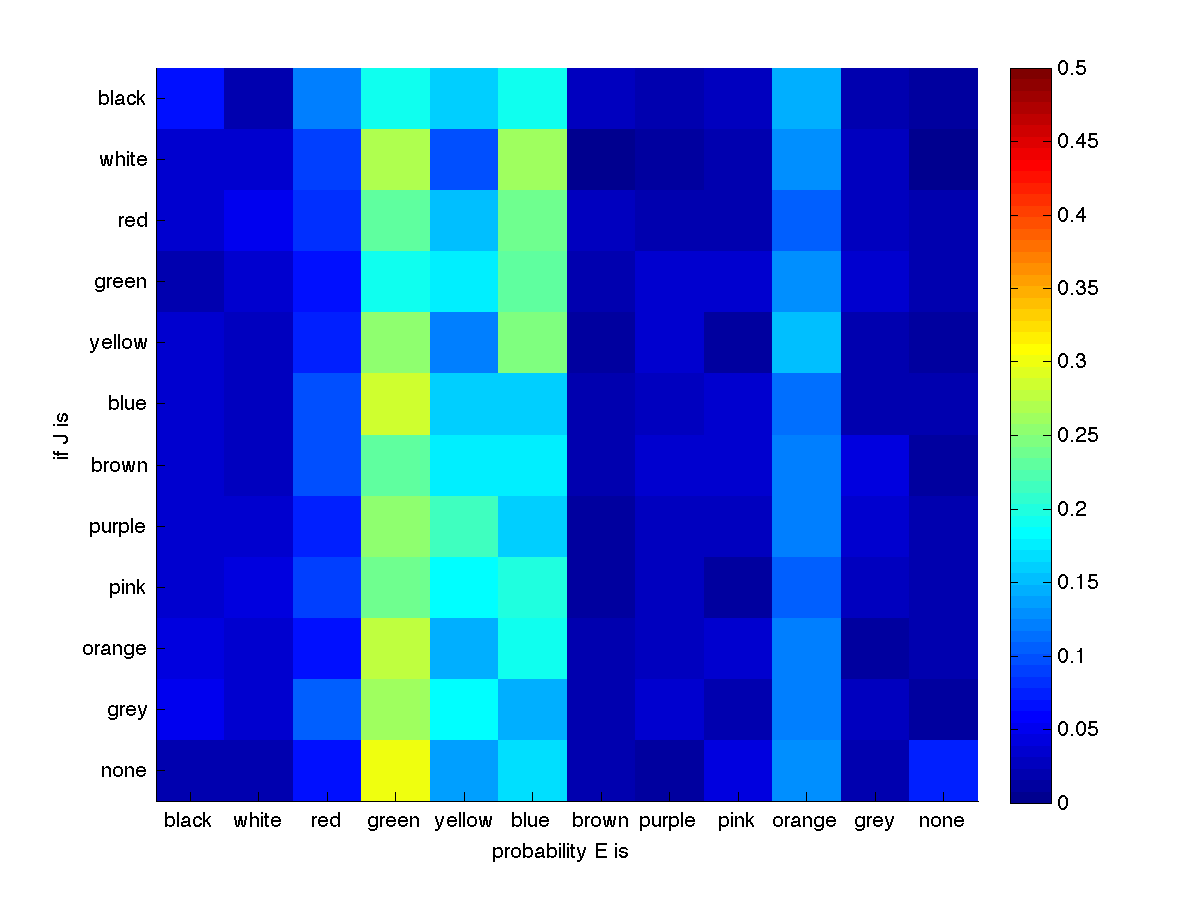 black
white
red
green
yellow
blue
brown
purple
pink
orange
grey
none
if J is
black white red green yellow blue brown purple pink orange grey none
probability E is
0.5
0.45
0.4
0.35
0.3
0.25
0.2
0.15
0.1
0.05
0